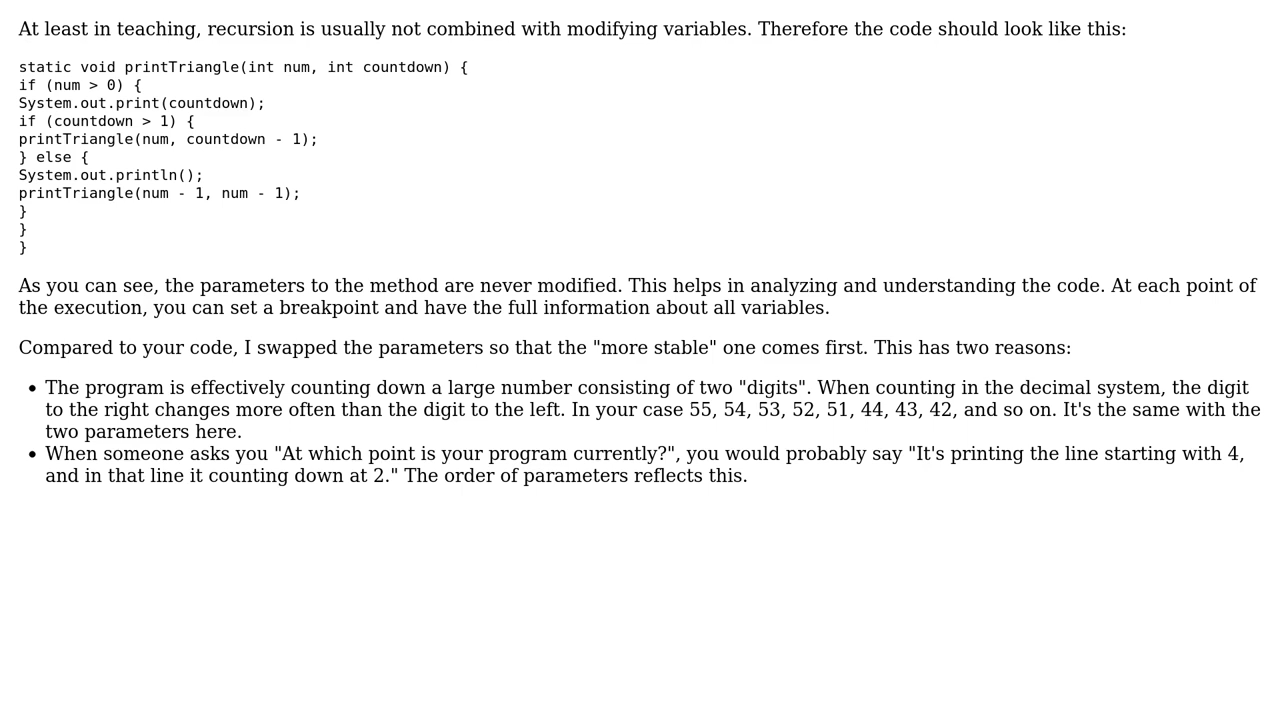 At least in teaching, recursion is usually not combined with modifying variables. Therefore the code should look like this:
static void printTriangle(int num, int countdown) {
if (num > 0) {
System.out.print(countdown);
if (countdown > 1) {
printTriangle(num, countdown - 1);
} else {
System.out.println();
printTriangle(num - 1, num - 1);
}
}
}
As you can see, the parameters to the method are never modified. This helps in analyzing and understanding the code. At each point of
the execution, you can set a breakpoint and have the full information about all variables.
Compared to your code, I swapped the parameters so that the "more stable" one comes first. This has two reasons:
• The program is effectively counting down a large number consisting of two "digits". When counting in the decimal system, the digit
to the right changes more often than the digit to the left. In your case 55, 54, 53, 52, 51, 44, 43, 42, and so on. It's the same with the
two parameters here.
• When someone asks you "At which point is your program currently?", you would probably say "It's printing the line starting with 4,
and in that line it counting down at 2." The order of parameters reflects this.